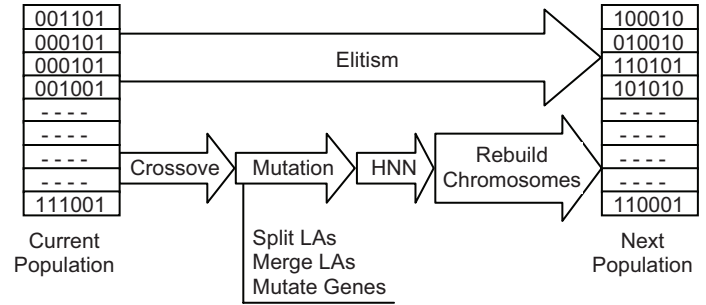 001101
000101
000101
001001
- - - -
- - - -
- - - -
- - - -
111001
Current
Population
Elitism
Crossove
Mutation
HNN
Rebuild
Chromosomes
Split LAs
Merge LAs
Mutate Genes
100010
010010
110101
101010
- - - -
- - - -
- - - -
- - - -
110001
Next
Population